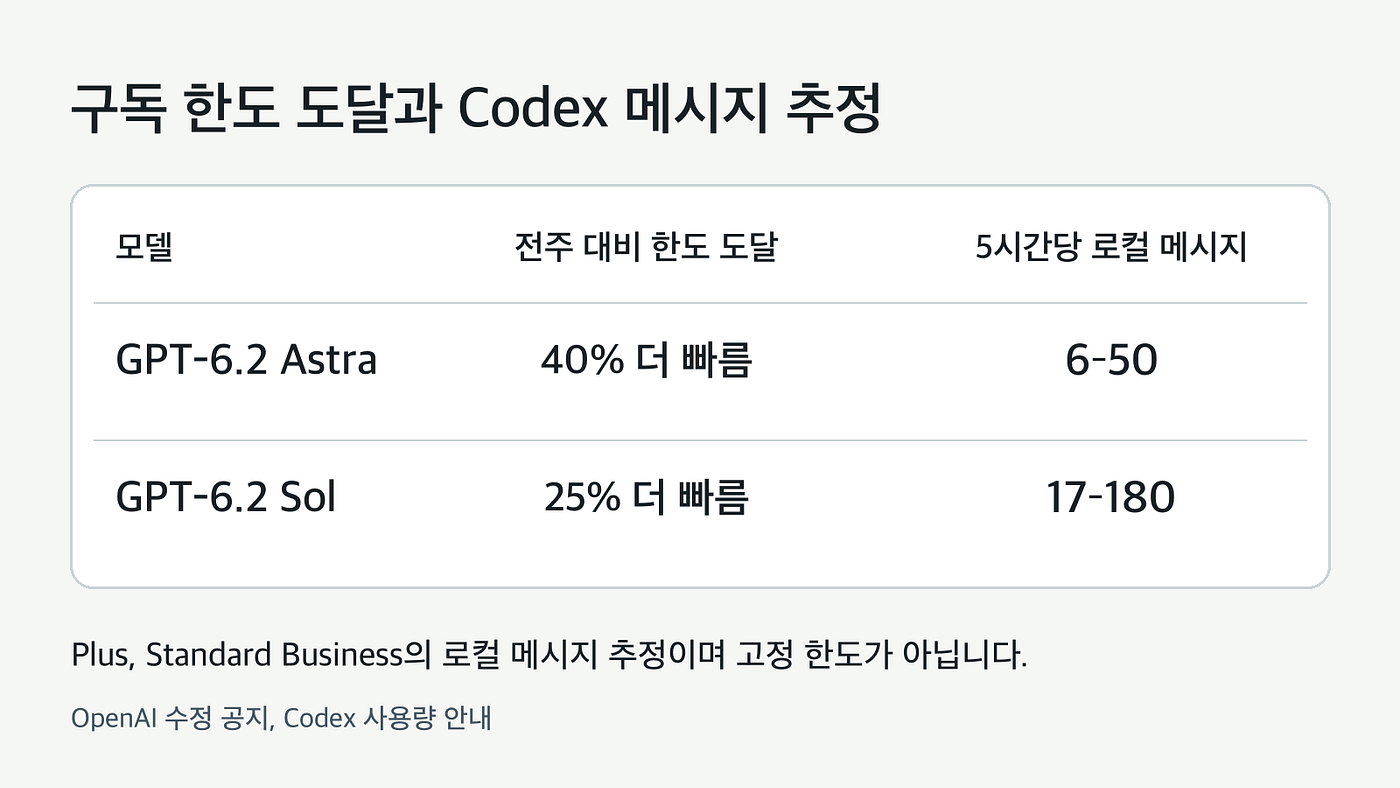 구독 한도 도달과 Codex 메시지 추정
모델 전주 대비 한도 도달 5시간당 로컬 메시지
GPT-6.2 Astra 40% 더 빠름 6-50
GPT-6.2 Sol 25% 더 빠름 17-180
Plus, Standard Business의 로컬 메시지 추정이며 고정 한도가 아닙니다.
OpenAI 수정 공지, Codex 사용량 안내